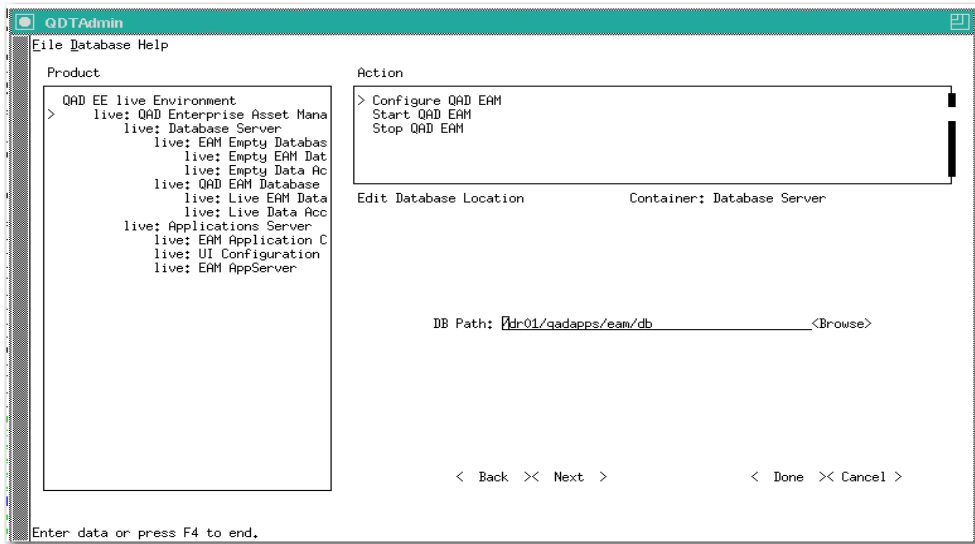 QDTAdmin
File Database Help
Product
QAD EE live Environment
> live: QAD Enterprise Asset Mana
live: Database Server
live: EAM Empty Databas
live: Empty EAM Dat
live: Empty Data Ac
live: QAD EAM Database
live: Live EAM Data
live: Live Data Acc
live: Applications Server
live: EAM Application C
live: UI Configuration
live: EAM AppServer
Action
> Configure QAD EAM
Start QAD EAM
Stop QAD EAM
Edit Database Location Container: Database Server
DB Path: /dr01/qadapps/eam/db <Browse>
< Back >< Next > < Done >< Cancel >
Enter data or press F4 to end.